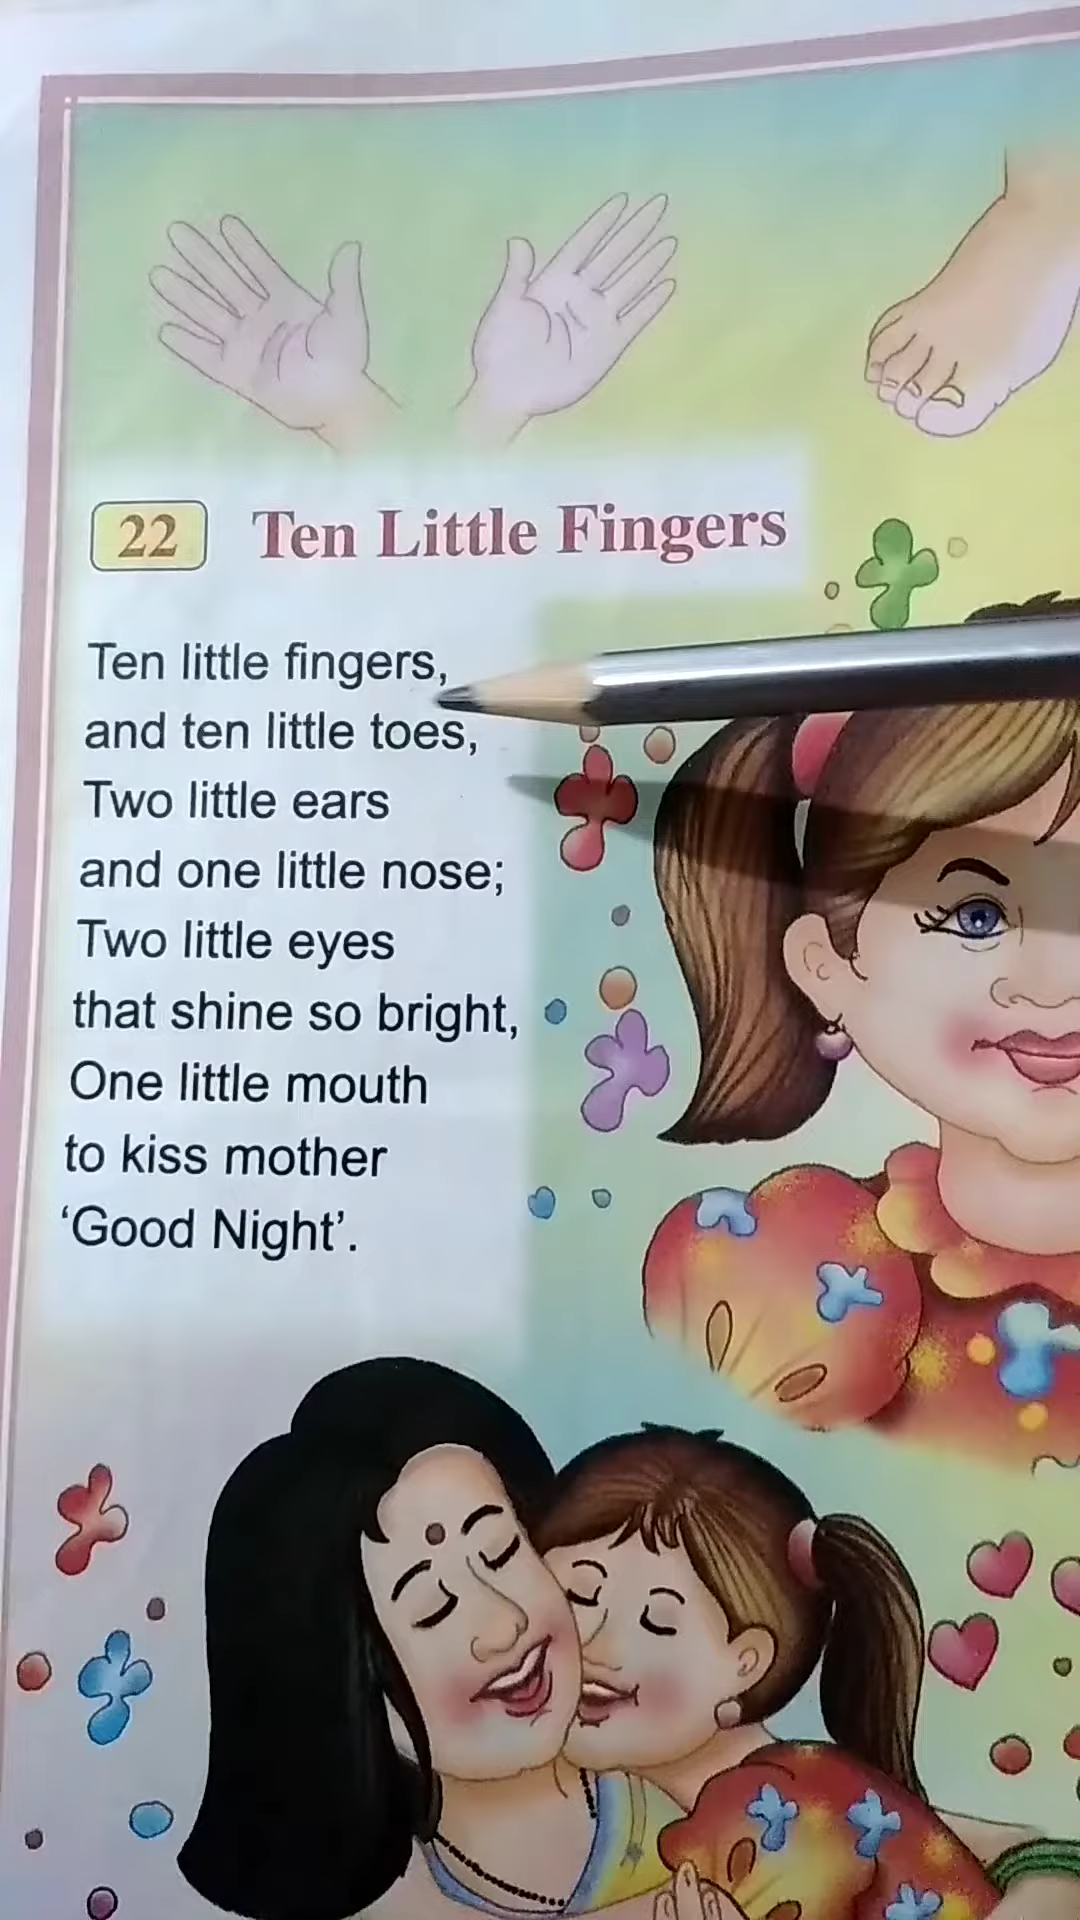 22 Ten Little Fingers
Ten little fingers,
and ten little toes,
Two little ears
and one little nose;
Two little eyes
that shine so bright,
One little mouth
to kiss mother
‘Good Night’.